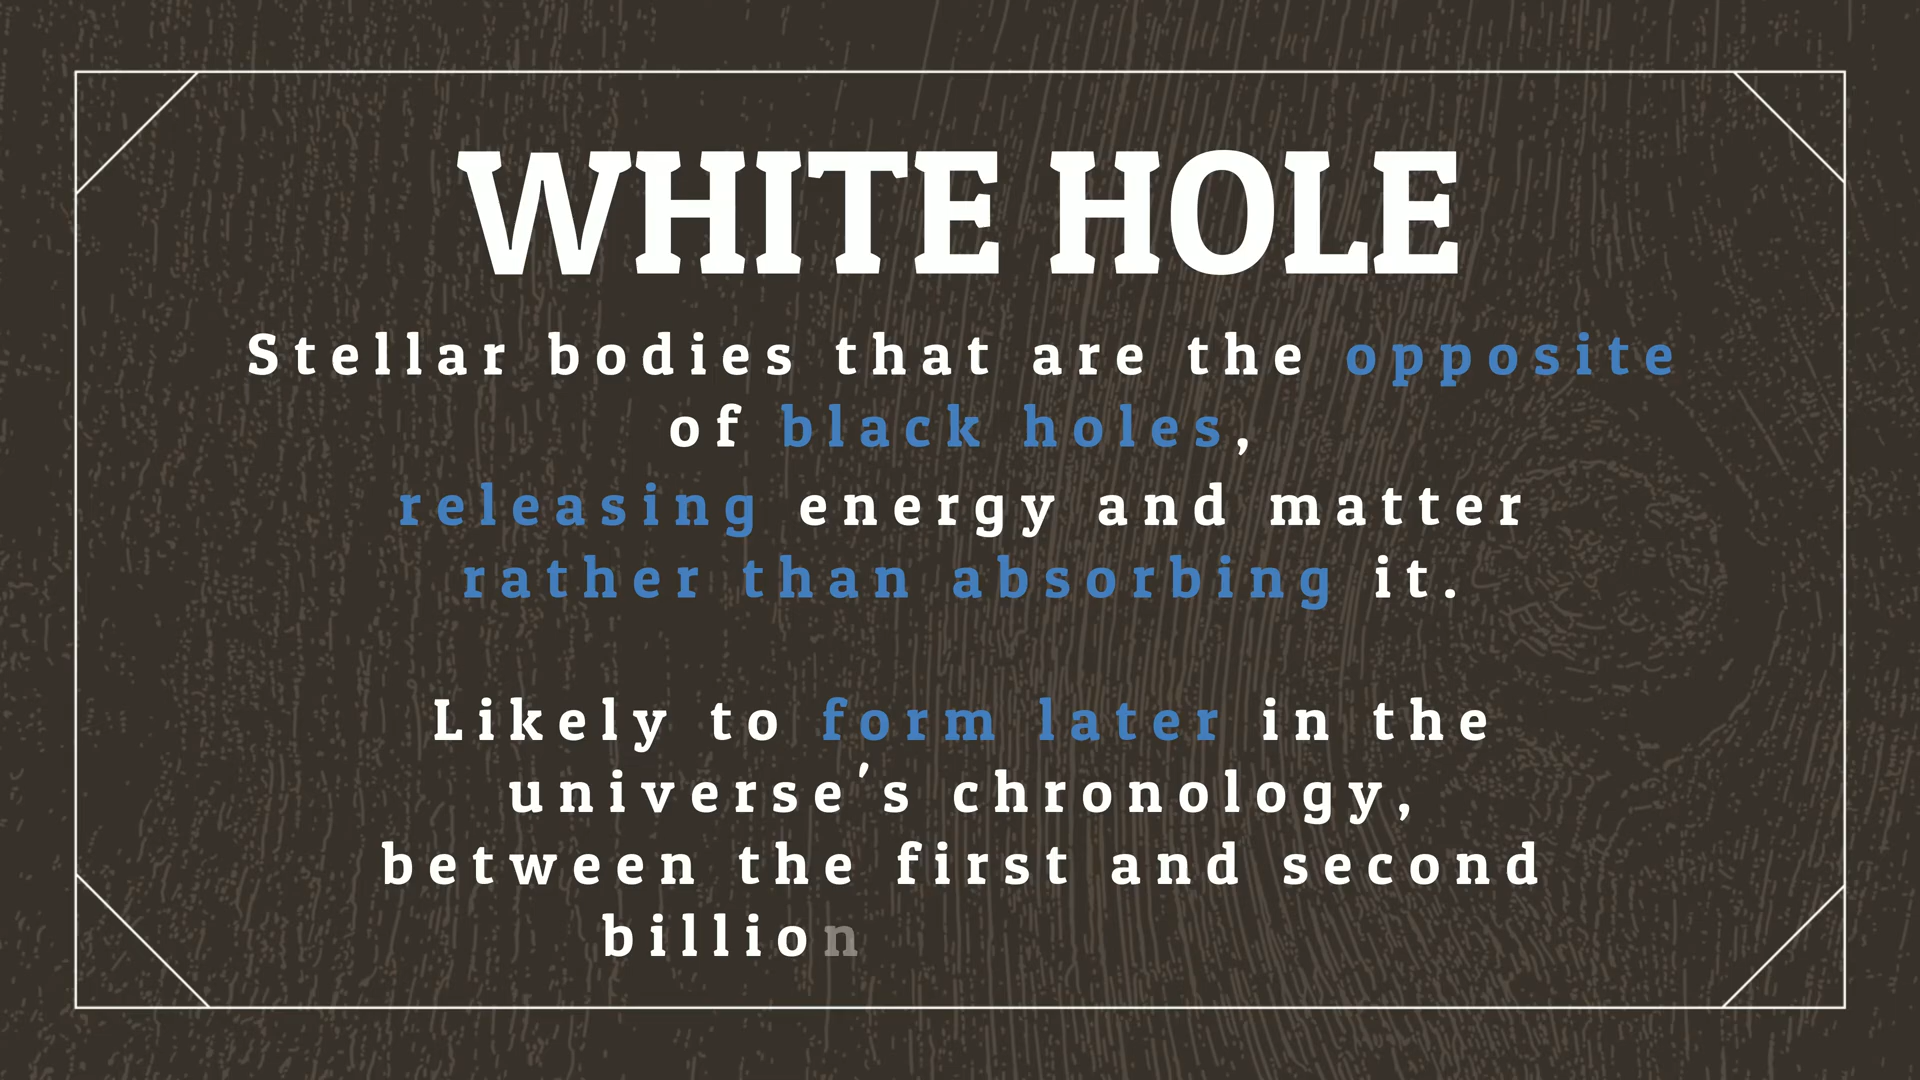 WHITE HOLE
Stellar bodies that are the opposite
of black holes,
releasing energy and matter
rather than absorbing it.
Likely to form later in the
universe's chronology,
between the first and second
billion